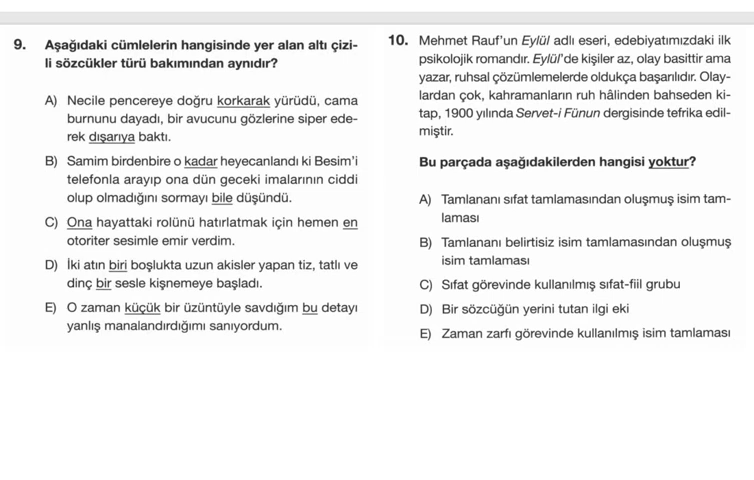 9. Aşağıdaki cümlelerin hangisinde yer alan altı çizi-
li sözcükler türü bakımından aynıdır?
A) Necile pencereye doğru korkarak yürüdü, cama
burnunu dayadı, bir avucunu gözlerine siper ede-
rek dışarıya baktı.
B) Samim birdenbire o kadar heyecanlandı ki Besim'i
telefonla arayıp ona dün geceki imalarının ciddi
olup olmadığını sormayı bile düşündü.
C) Ona hayattaki rolünü hatırlatmak için hemen en
otoriter sesimle emir verdim.
D) İki atın biri boşlukta uzun akisler yapan tiz, tatlı ve
dinç bir sesle kişnemeye başladı.
E) O zaman küçük bir üzüntüyle savdığım bu detayı
yanlış manalandırdığımı sanıyordum.
10. Mehmet Rauf'un Eylül adlı eseri, edebiyatımızdaki ilk
psikolojik romandır. Eylül'de kişiler az, olay basittir ama
yazar, ruhsal çözümlemelerde oldukça başarılıdır. Olay-
lardan çok, kahramanların ruh hâlinden bahseden ki-
tap, 1900 yılında Servet-i Fünun dergisinde tefrika edil-
miştir.
Bu parçada aşağıdakilerden hangisi yoktur?
A) Tamlananı sıfat tamlamasından oluşmuş isim tam-
laması
B) Tamlananı belirtisiz isim tamlamasından oluşmuş
isim tamlaması
C) Sıfat görevinde kullanılmış sıfat-fiil grubu
D) Bir sözcüğün yerini tutan ilgi eki
E) Zaman zarfı görevinde kullanılmış isim tamlaması